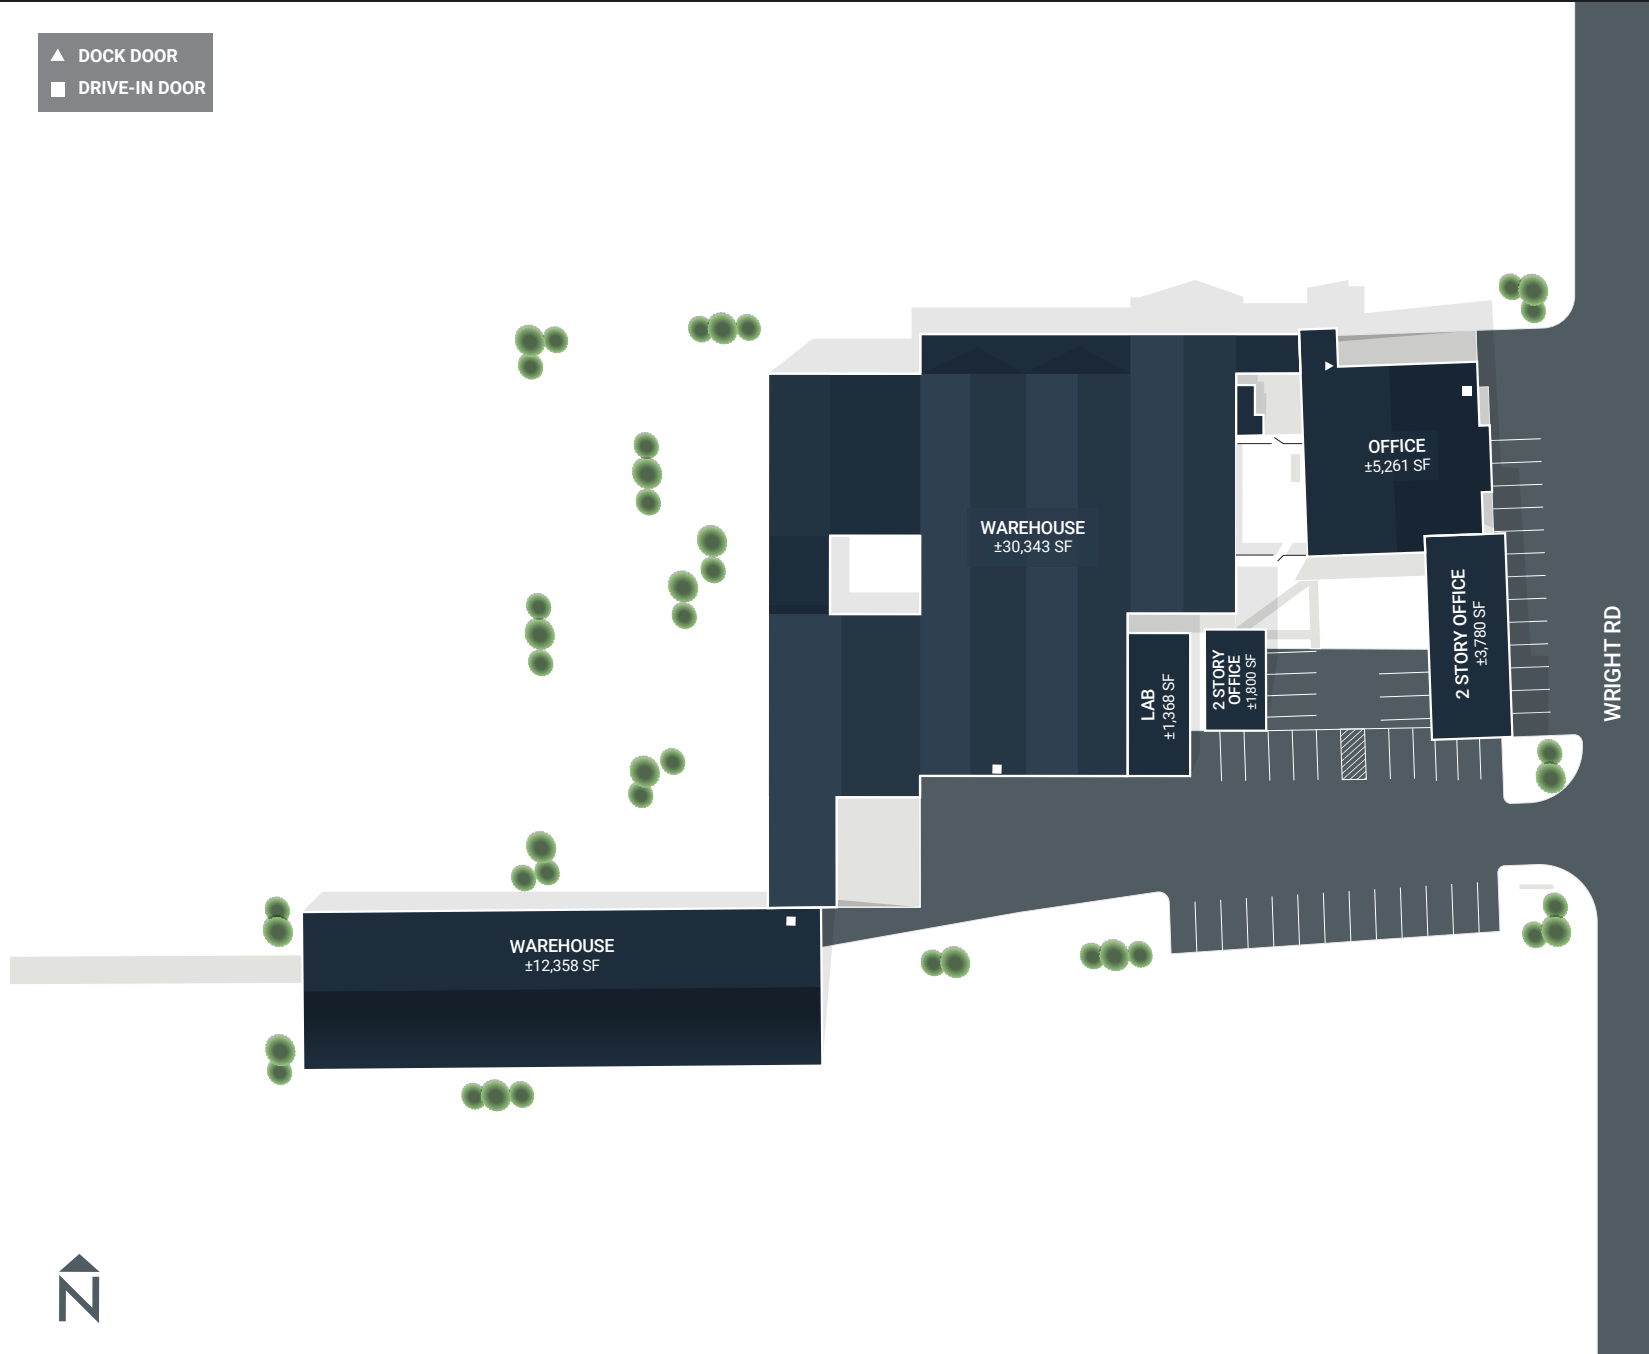 DOCK DOOR
DRIVE-IN DOOR
OFFICE
±5,261 SF
WAREHOUSE
±30,343 SF
2 STORY OFFICE
±3,780 SF
WRIGHT RD
LAB
±1,368 SF
2 STORY
OFFICE
±1,800 SF
WAREHOUSE
±12,358 SF
N